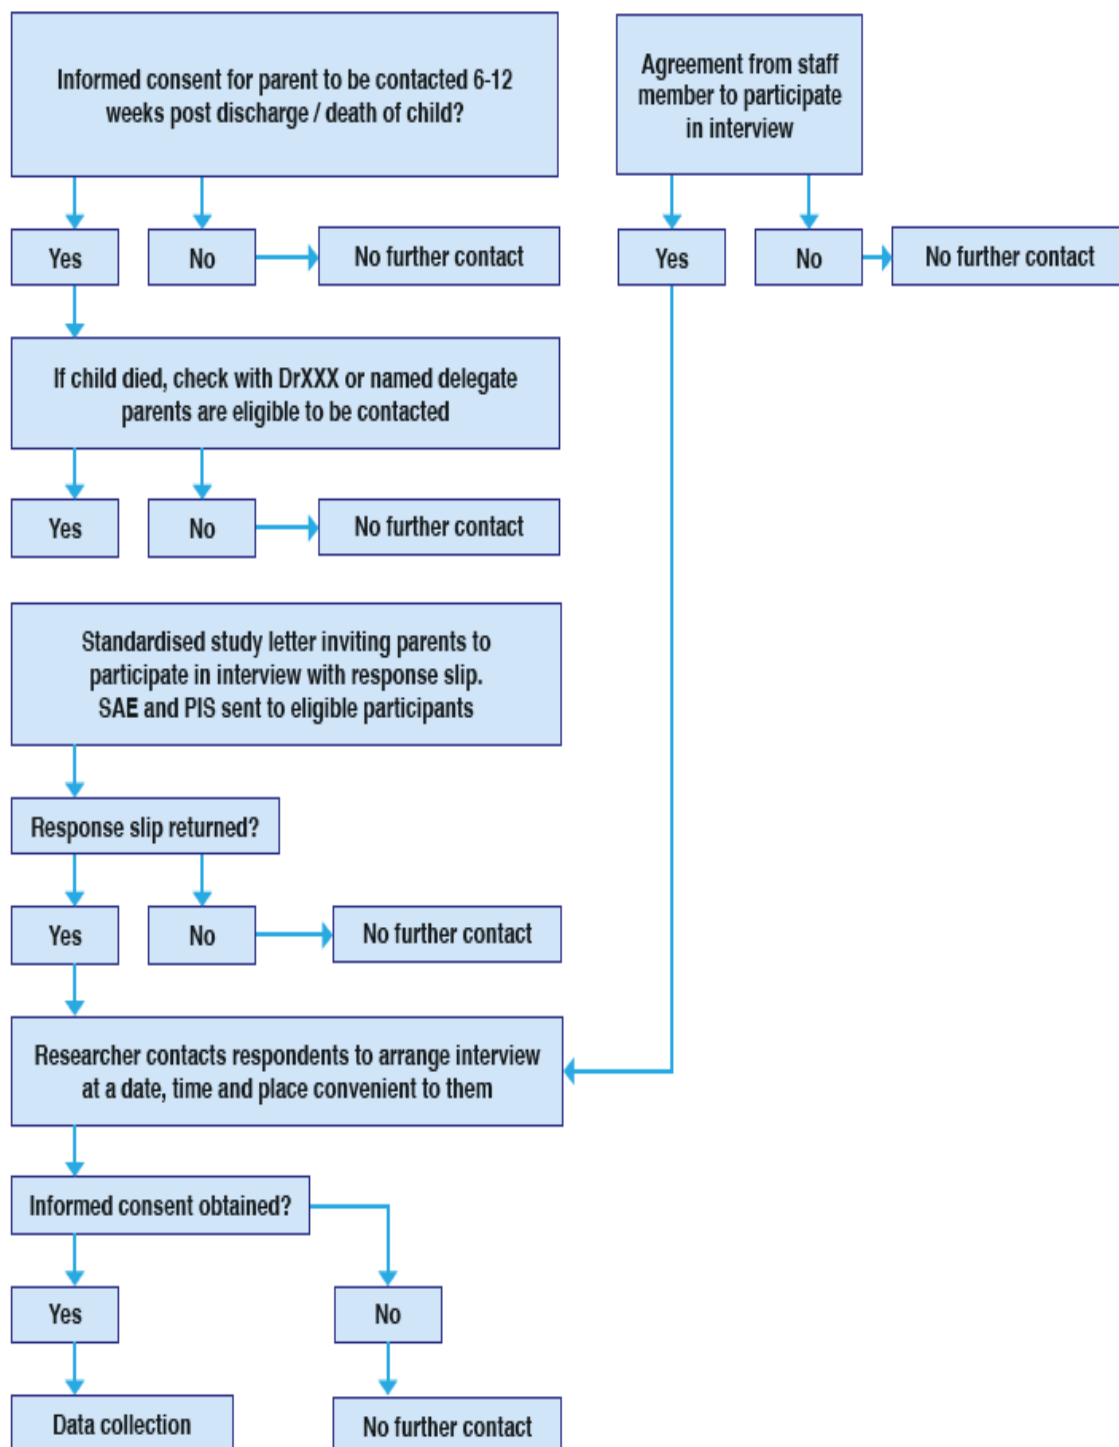 Informed consent for parent to be contacted 6-12
weeks post discharge / death of child?
Agreement from staff
member to participate
in interview
Yes
No
No further contact
Yes
No
No further contact
If child died, check with DrXXX or named delegate
parents are eligible to be contacted
Yes
No
No further contact
Standardised study letter inviting parents to
participate in interview with response slip.
SAE and PIS sent to eligible participants
Response slip returned?
Yes
No
No further contact
Researcher contacts respondents to arrange interview
at a date, time and place convenient to them
Informed consent obtained?
Yes
No
Data collection
No further contact